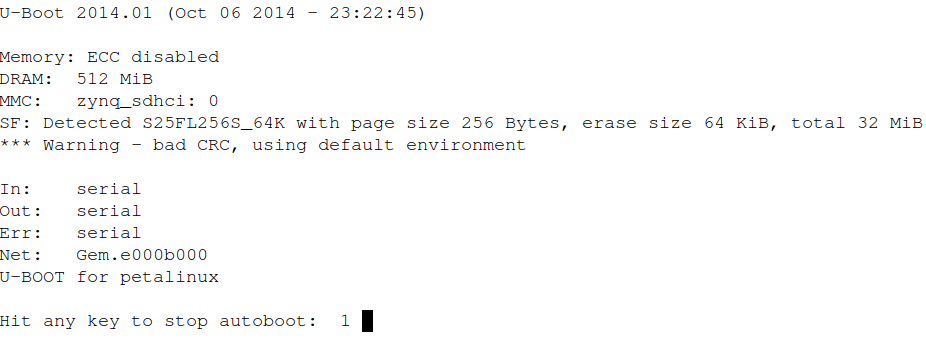 U-Boot 2014.01 (Oct 06 2014 - 23:22:45)
Memory: ECC disabled
DRAM:  512 MiB
MMC:   zynq_sdhci: 0
SF: Detected S25FL256S_64K with page size 256 Bytes, erase size 64 KiB, total 32 MiB
*** Warning - bad CRC, using default environment
In:    serial
Out:   serial
Err:   serial
Net:   Gem.e000b000
U-BOOT for petalinux
Hit any key to stop autoboot:  1